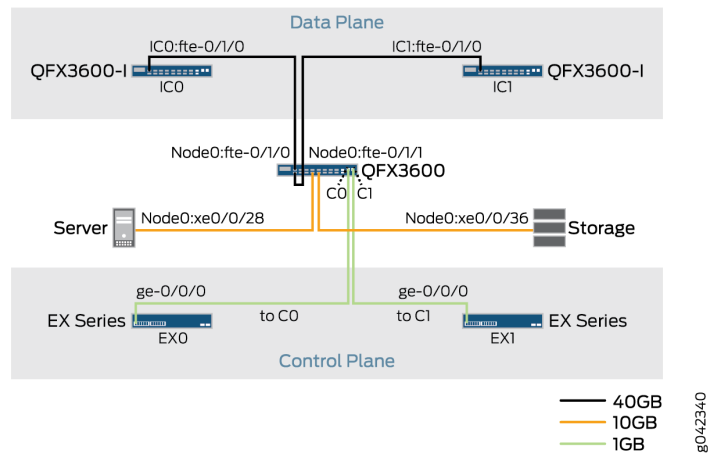 Data Plane
IC0:fte-0/1/0
IC1:fte-0/1/0
QFX3600-I
IC0
IC1
QFX3600-I
Node0:fte-0/1/0
Node0:fte-0/1/1
QFX3600
C0
C1
Server
Node0:xe0/0/28
Node0:xe0/0/36
Storage
ge-0/0/0
ge-0/0/0
EX Series
to C0
to C1
EX Series
EX0
EX1
Control Plane
40GB
10GB
1GB
g042340